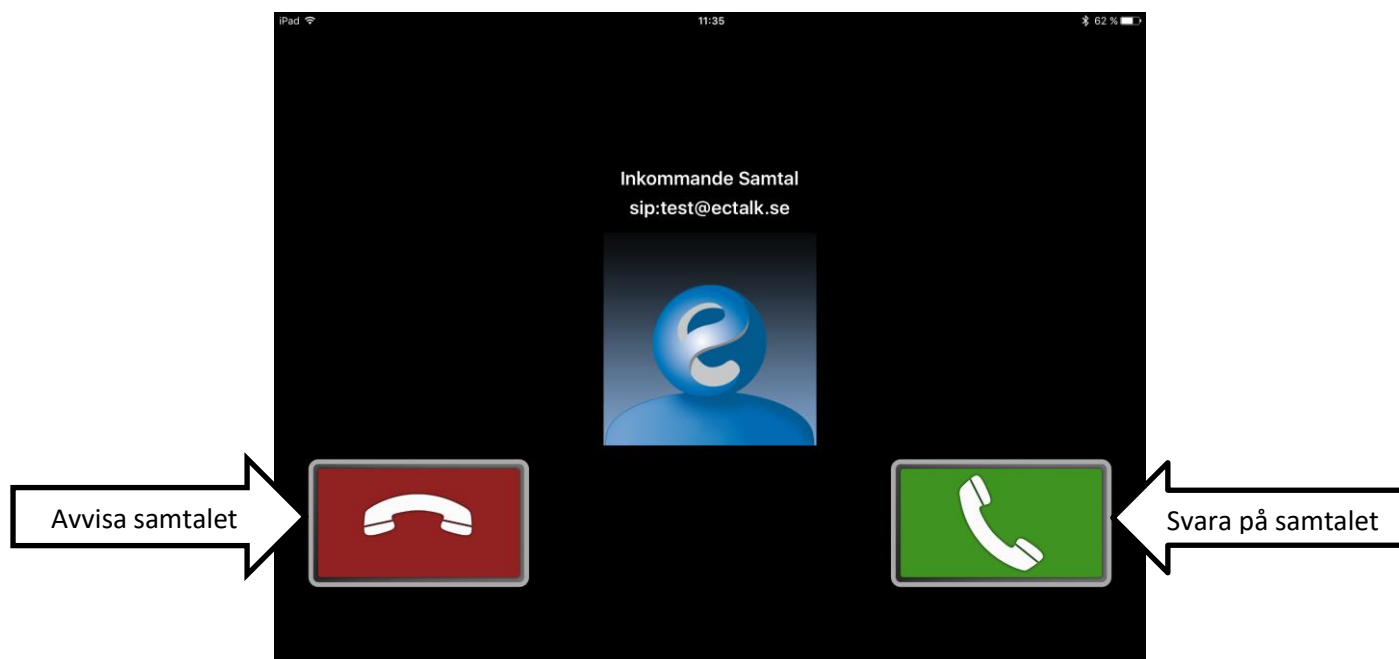 iPad 11:35 62 %
Inkommande Samtal
sip:test@ectalk.se
Avvisa samtalet
Svara på samtalet